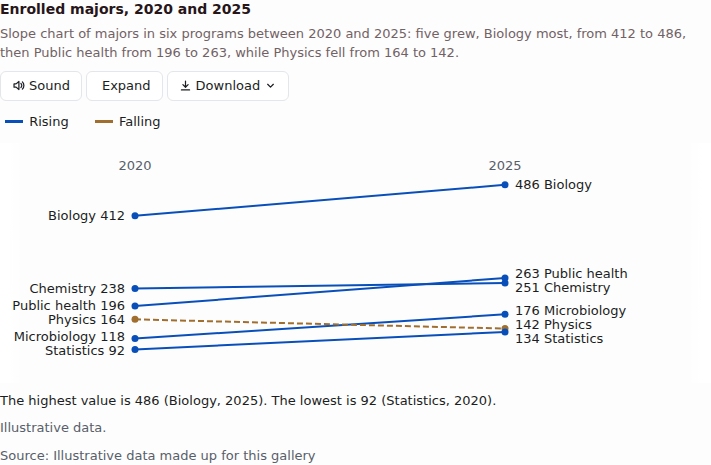 Enrolled majors, 2020 and 2025
Slope chart of majors in six programs between 2020 and 2025: five grew, Biology most, from 412 to 486,
then Public health from 196 to 263, while Physics fell from 164 to 142.
Sound Expand Download
Rising Falling
2020 2025
486 Biology
Biology 412
263 Public health
Chemistry 238
251 Chemistry
Public health 196
176 Microbiology
Physics 164
142 Physics
Microbiology 118
134 Statistics
Statistics 92
The highest value is 486 (Biology, 2025). The lowest is 92 (Statistics, 2020).
Illustrative data.
Source: Illustrative data made up for this gallery